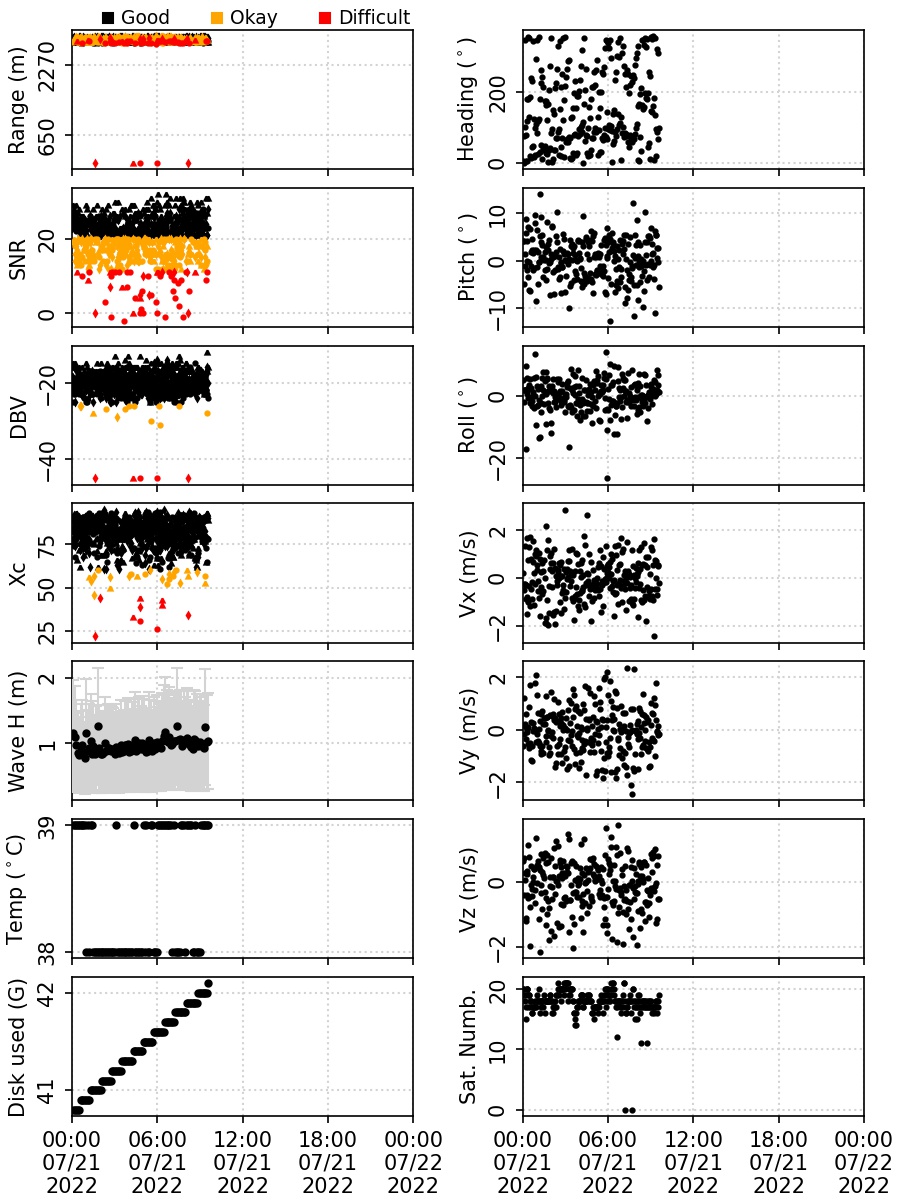 Good Okay Difficult
Range (m)
2270
650
Heading (°)
200
0
SNR
20
0
Pitch (°)
10
0
−10
DBV
−20
−40
Roll (°)
0
−20
Xc
75
50
25
Vx (m/s)
2
0
−2
Wave H (m)
2
1
Vy (m/s)
2
0
−2
Temp (°C)
39
38
Vz (m/s)
0
−2
Disk used (G)
42
41
Sat. Numb.
20
10
0
00:00 06:00 12:00 18:00 00:00
07/21 07/21 07/21 07/21 07/22
2022 2022 2022 2022 2022
00:00 06:00 12:00 18:00 00:00
07/21 07/21 07/21 07/21 07/22
2022 2022 2022 2022 2022